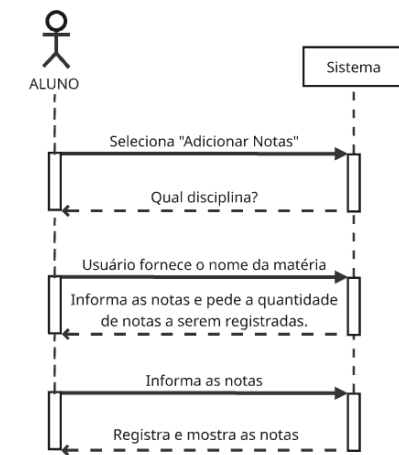 ALUNO
Sistema
Seleciona "Adicionar Notas"
Qual disciplina?
Usuário fornece o nome da matéria
Informa as notas e pede a quantidade
de notas a serem registradas.
Informa as notas
Registra e mostra as notas